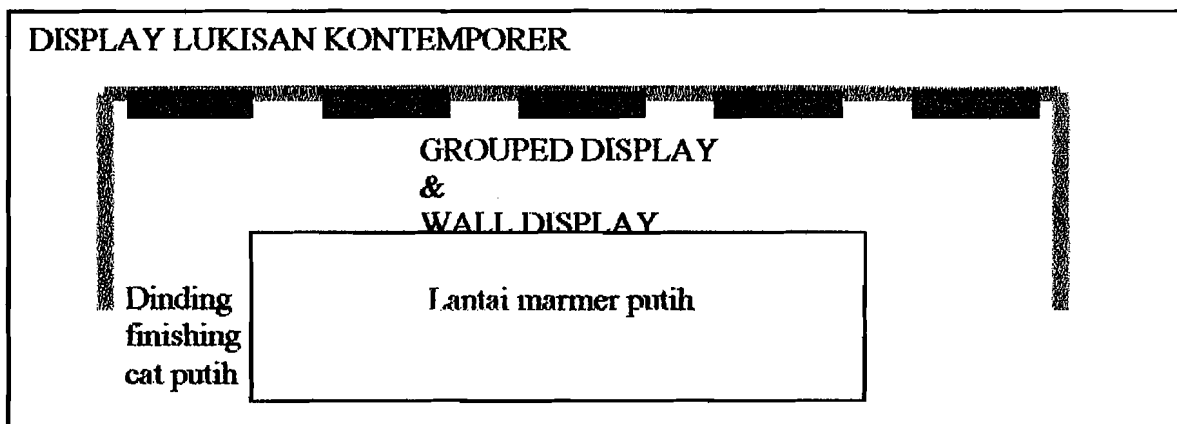 DISPLAY LUKISAN KONTEMPORER
GROUPED DISPLAY
&
WALL DISPLAY
Dinding
finishing
cat putih
Lantai marmer putih